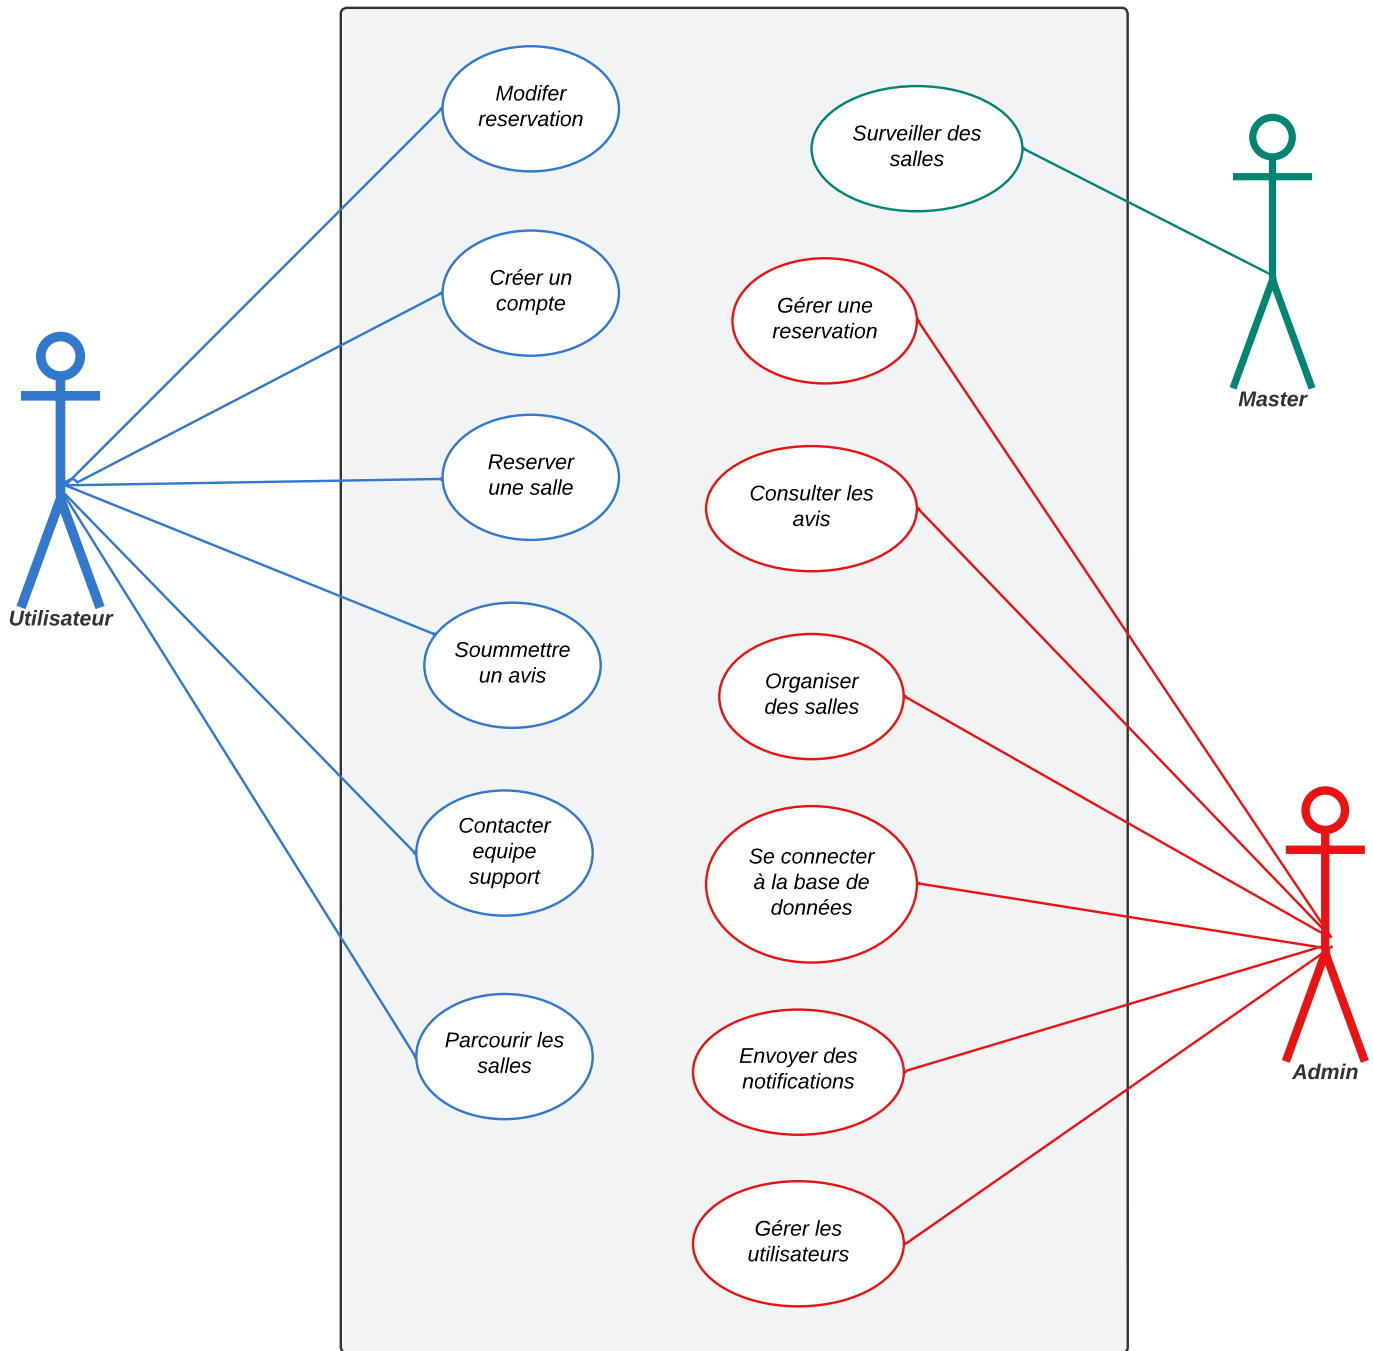 Modifer
reservation
Créer un
compte
Reserver
une salle
Soummettre
un avis
Contacter
equipe
support
Parcourir les
salles
Utilisateur
Surveiller des
salles
Gérer une
reservation
Consulter les
avis
Organiser
des salles
Se connecter
à la base de
données
Envoyer des
notifications
Gérer les
utilisateurs
Master
Admin